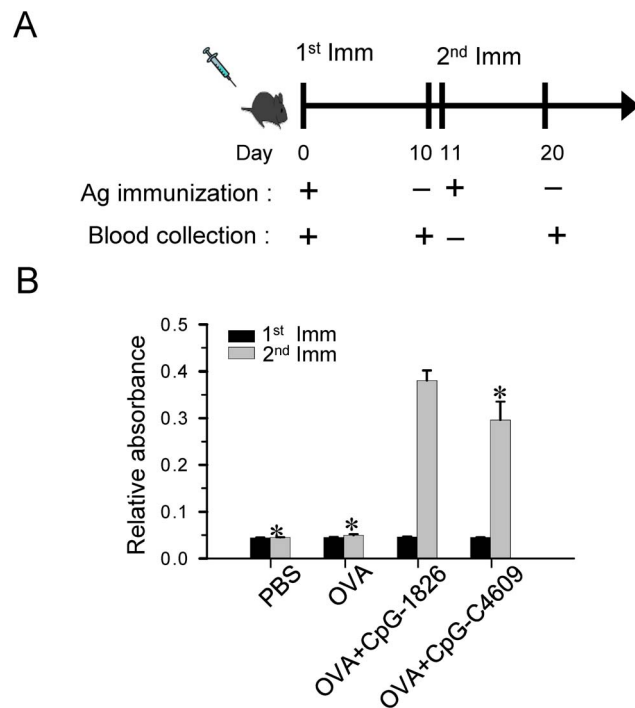 A
1st Imm 2nd Imm
Day 0 10 11 20
Ag immunization : + − + −
Blood collection : + + − +
B
1st Imm
2nd Imm
Relative absorbance
0.5
0.4
0.3
0.2
0.1
0.0
* * *
PBS
OVA
OVA+CpG-1826
OVA+CpG-C4609